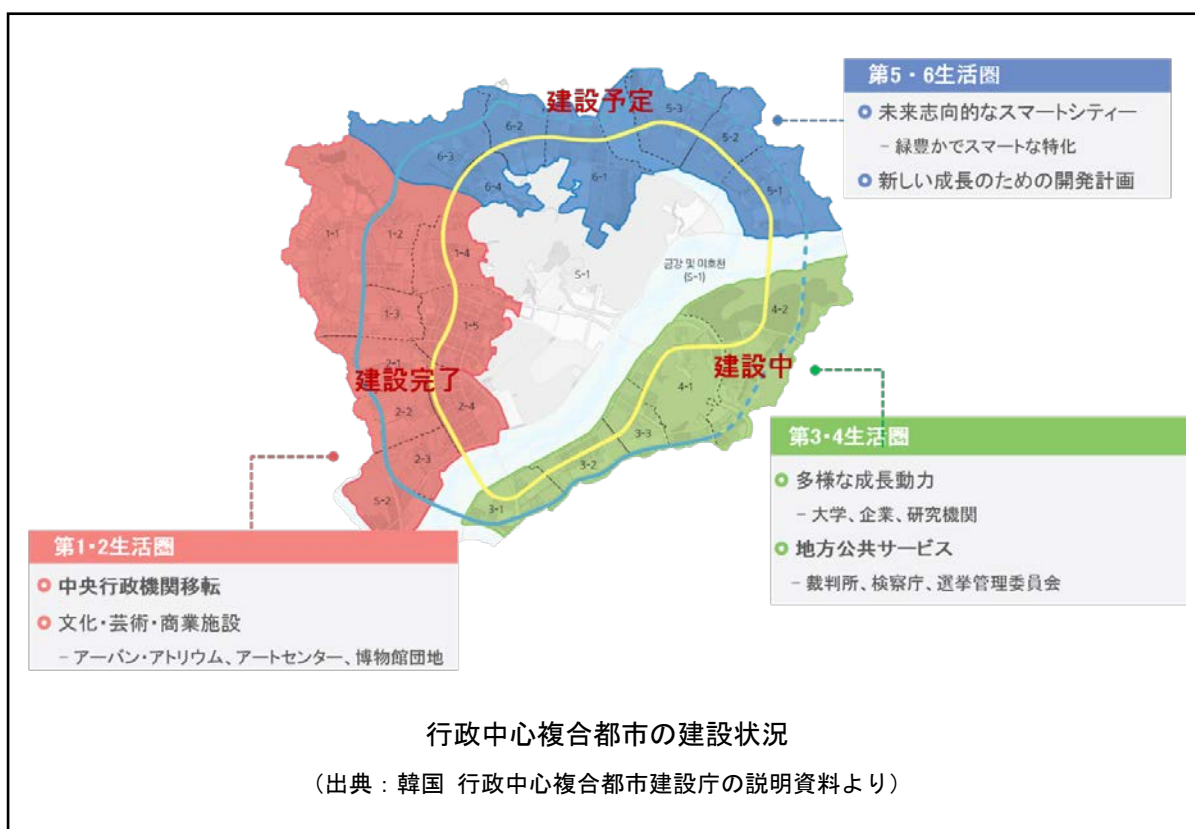 第5・6生活圏
未来志向的なスマートシティー
- 緑豊かでスマートな特化
新しい成長のための開発計画
建設予定
5-3
6-2
5-2
6-3
6-1
6-4
5-1
1-1
1-2
1-4
S-1
금강 및 미호천
(S-1)
4-2
1-3
1-5
建設中
2-1
建設完了
4-1
2-2
2-4
3-3
2-3
3-2
S-2
3-1
第3・4生活圏
多様な成長動力
- 大学、企業、研究機関
地方公共サービス
- 裁判所、検察庁、選挙管理委員会
第1・2生活圏
中央行政機関移転
文化・芸術・商業施設
- アーバン・アトリウム、アートセンター、博物館団地
行政中心複合都市の建設状況
（出典：韓国 行政中心複合都市建設庁の説明資料より）